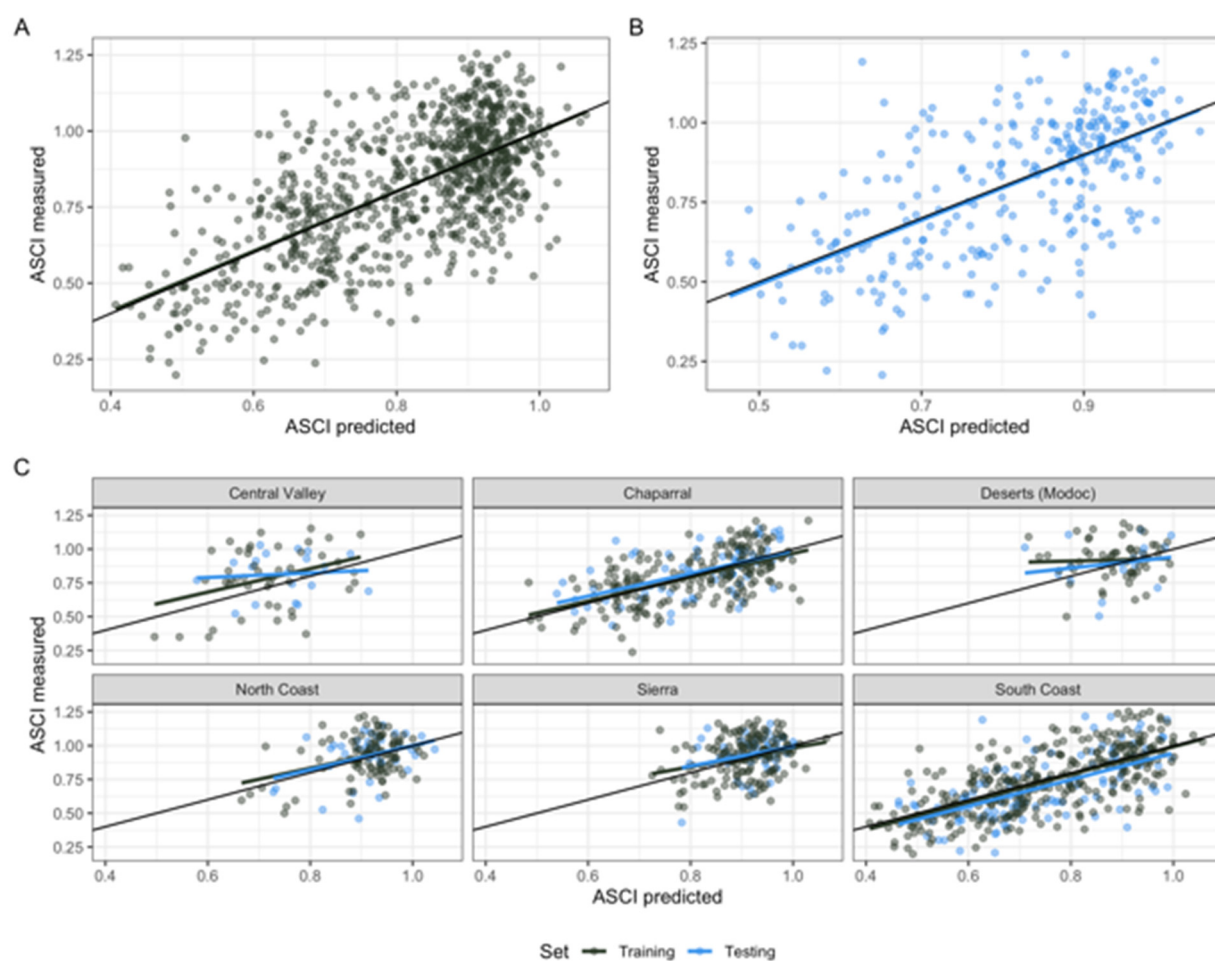 A
B
1.25
1.00
0.75
0.50
0.25
ASCI measured
0.4 0.6 0.8 1.0
ASCI predicted
1.25
1.00
0.75
0.50
0.25
ASCI measured
0.5 0.7 0.9
ASCI predicted
C
Central Valley Chaparral Deserts (Modoc)
1.25
1.00
0.75
0.50
0.25
ASCI measured
North Coast Sierra South Coast
1.25
1.00
0.75
0.50
0.25
0.4 0.6 0.8 1.0 0.4 0.6 0.8 1.0 0.4 0.6 0.8 1.0
ASCI predicted
Set Training Testing